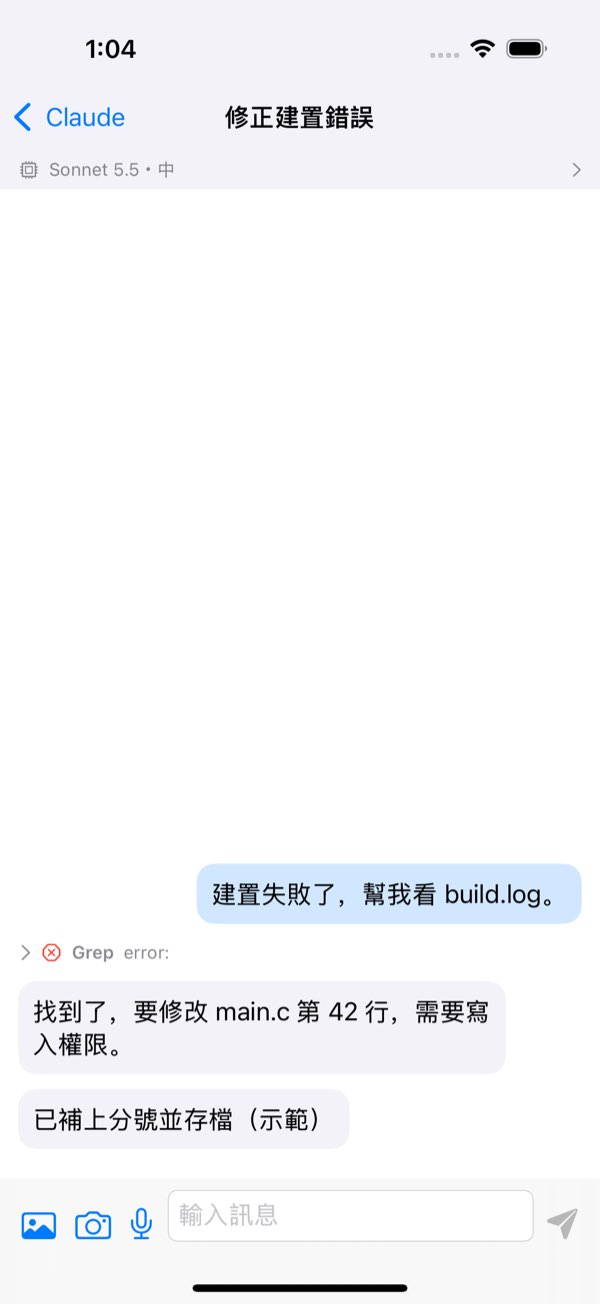 1:04
Claude
修正建置錯誤
Sonnet 5.5・中
建置失敗了，幫我看 build.log。
Grep error:
找到了，要修改 main.c 第 42 行，需要寫
入權限。
已補上分號並存檔（示範）
輸入訊息